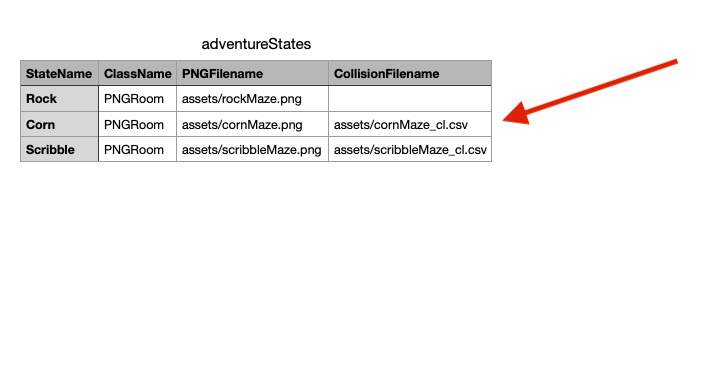 adventureStates
StateName ClassName PNGFilename CollisionFilename
Rock PNGRoom assets/rockMaze.png
Corn PNGRoom assets/cornMaze.png assets/cornMaze_cl.csv
Scribble PNGRoom assets/scribbleMaze.png assets/scribbleMaze_cl.csv